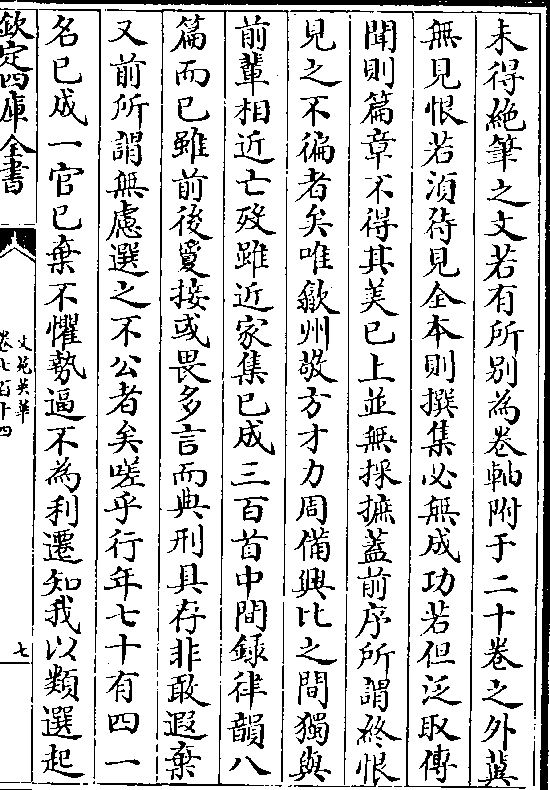 未得絶筆之文若有所别為卷軸附于二十卷之外冀
無見恨若湏待見全本則撰集必無成功若但泛取傳
聞則篇章不得其美已上並無採摭蓋前序所謂終恨
見之不徧者矣唯歙州敬方才力周備興比之間獨與
前輩相近亡殁雖近家集已成三百首中間録律韻八
篇而已雖前後爰接或畏多言而典刑具存非敢遐棄
又前所謂無慮選之不公者矣嗟乎行年七十有四一
名已成一官已棄不懼勢逼不為利遷知我以類選起
欽定四庫全書
文苑英華
卷七百十四
七